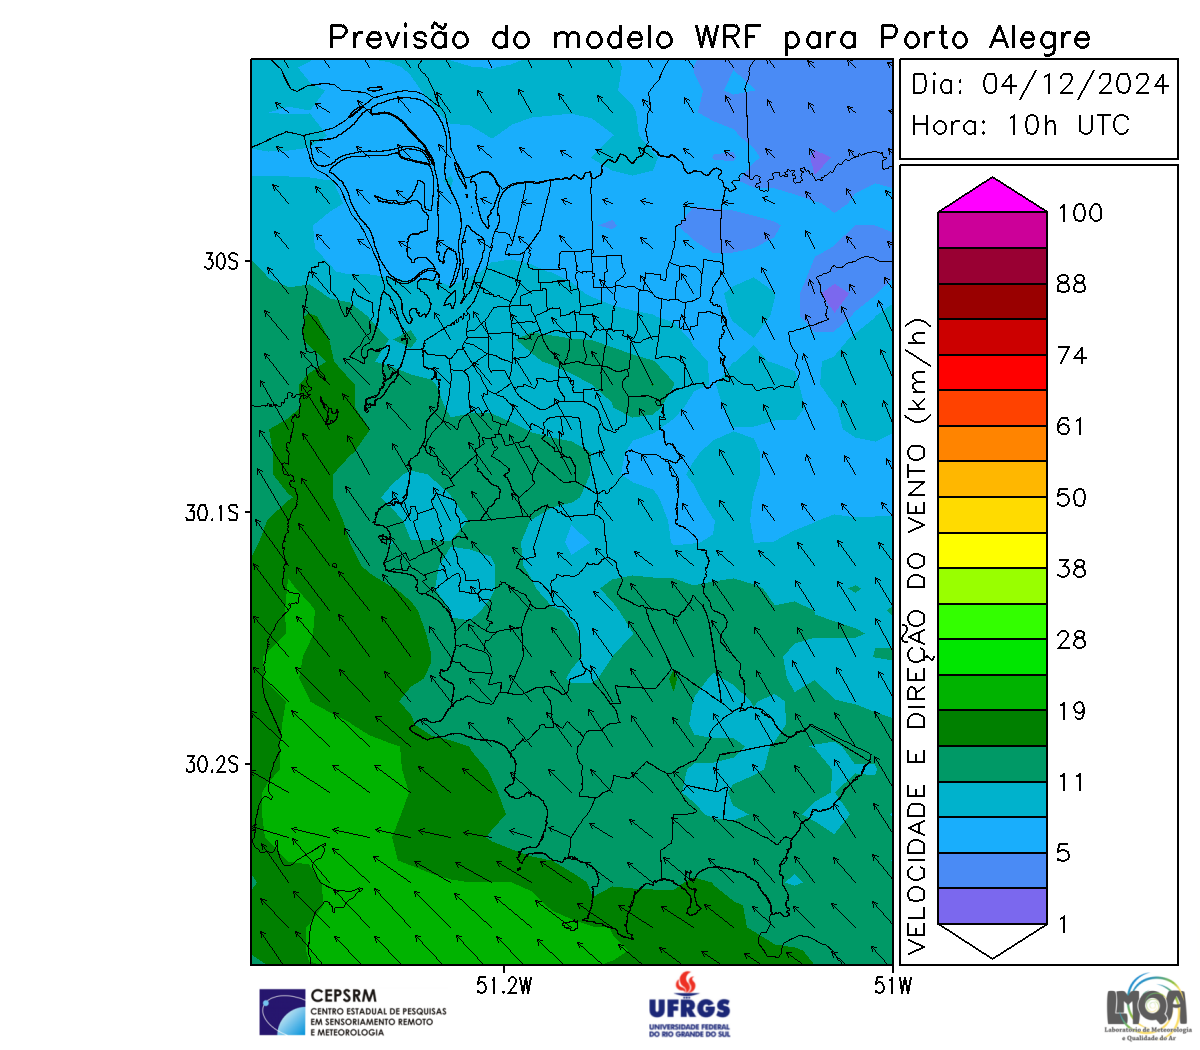 Previsão do modelo WRF para Porto Alegre
Dia: 04/12/2024
Hora: 10h UTC
30S
30.1S
30.2S
51.2W
51W
VELOCIDADE E DIREÇÃO DO VENTO (km/h)
100
88
74
61
50
38
28
19
11
5
1
CEPSRM
CENTRO ESTADUAL DE PESQUISAS
EM SENSORIAMENTO REMOTO
E METEOROLOGIA
UFRGS
UNIVERSIDADE FEDERAL
DO RIO GRANDE DO SUL
LMQA
Laboratório de Meteorologia
e Qualidade do Ar